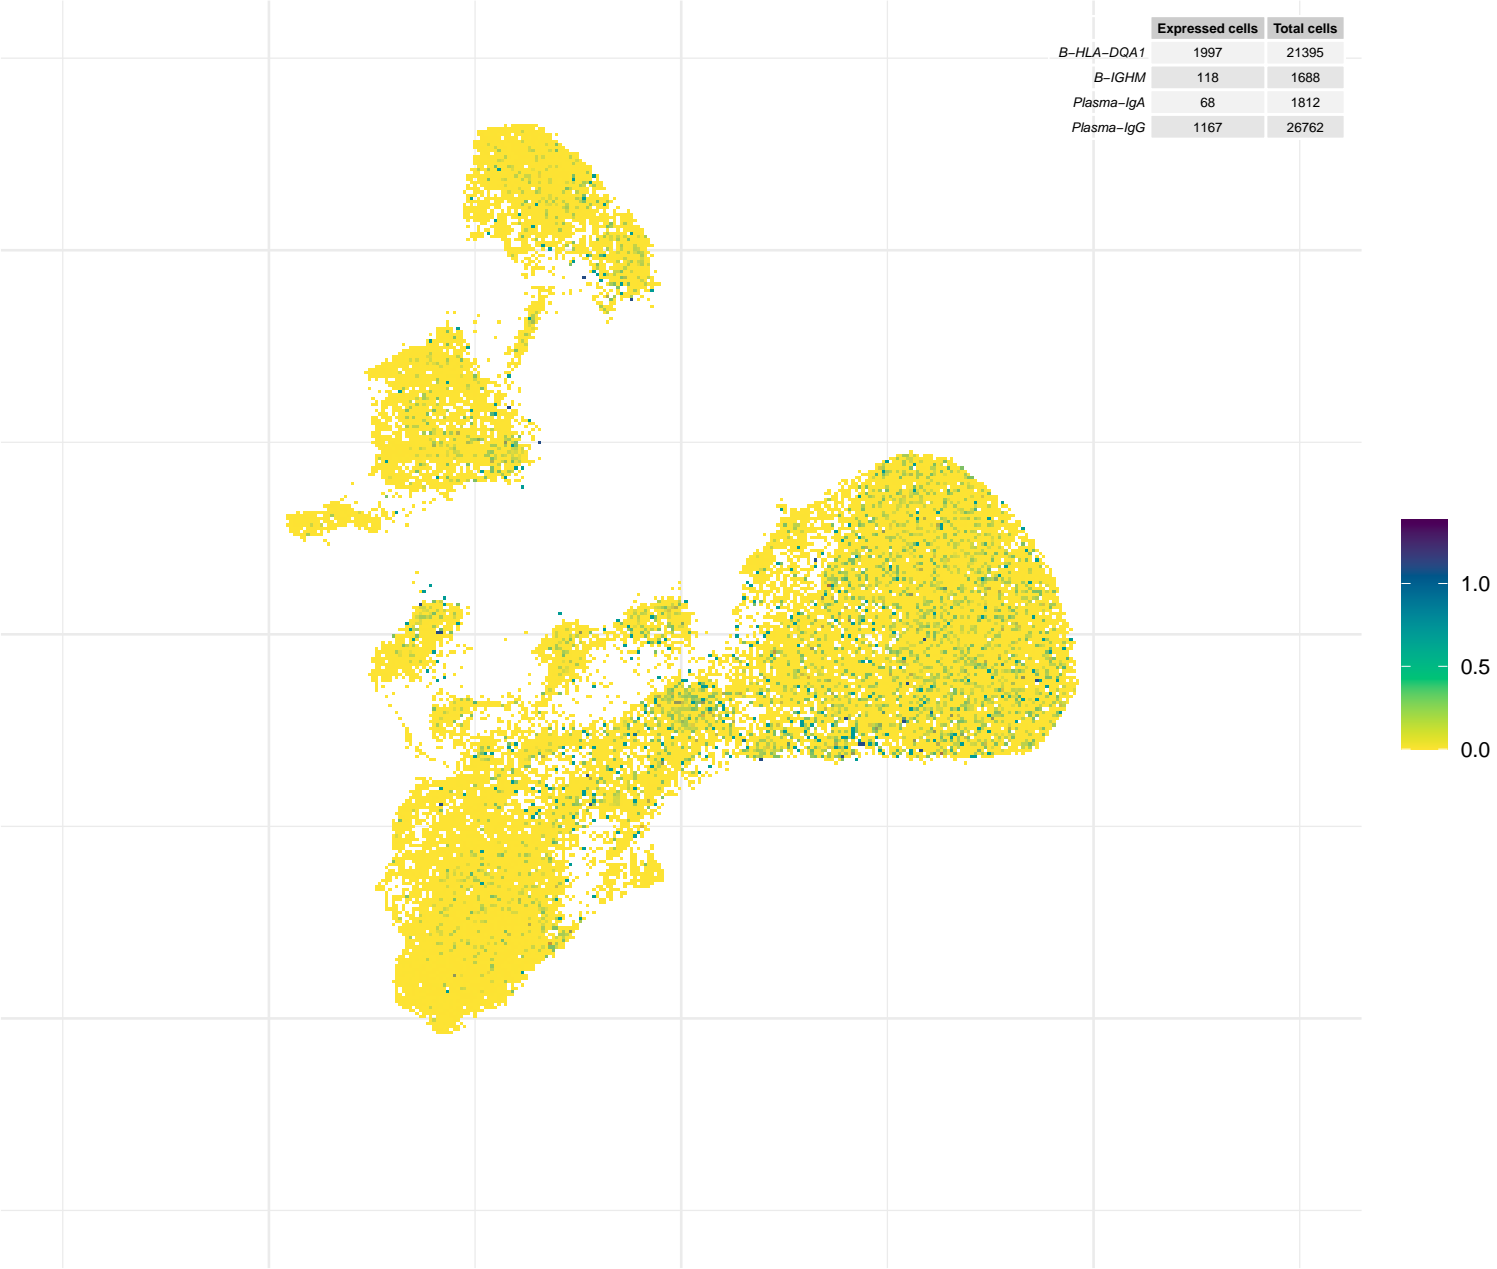 Expressed cells Total cells
B−HLA−DQA1 1997 21395
B−IGHM 118 1688
Plasma−IgA 68 1812
Plasma−IgG 1167 26762
1.0
0.5
0.0